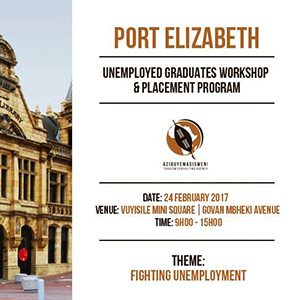 PORT ELIZABETH
UNEMPLOYED GRADUATES WORKSHOP
& PLACEMENT PROGRAM
AZIBUYEMASISWENI
TOURISM CONSULTING AGENCY
DATE: 24 FEBRUARY 2017
VENUE: VUYISILE MINI SQUARE | GOVAN MBHEKI AVENUE
TIME: 9H00 - 15H00
THEME:
FIGHTING UNEMPLOYMENT